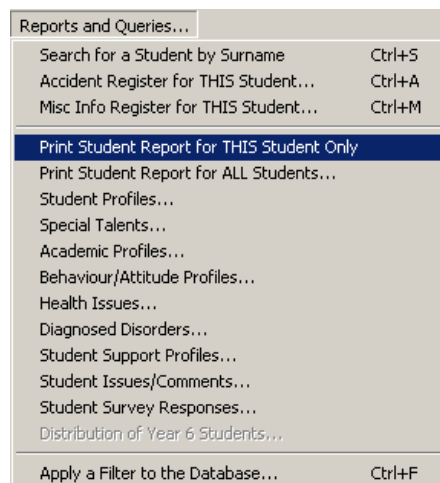 Reports and Queries...
Search for a Student by Surname Ctrl+S
Accident Register for THIS Student... Ctrl+A
Misc Info Register for THIS Student... Ctrl+M
Print Student Report for THIS Student Only
Print Student Report for ALL Students...
Student Profiles...
Special Talents...
Academic Profiles...
Behaviour/Attitude Profiles...
Health Issues...
Diagnosed Disorders...
Student Support Profiles...
Student Issues/Comments...
Student Survey Responses...
Distribution of Year 6 Students...
Apply a Filter to the Database... Ctrl+F